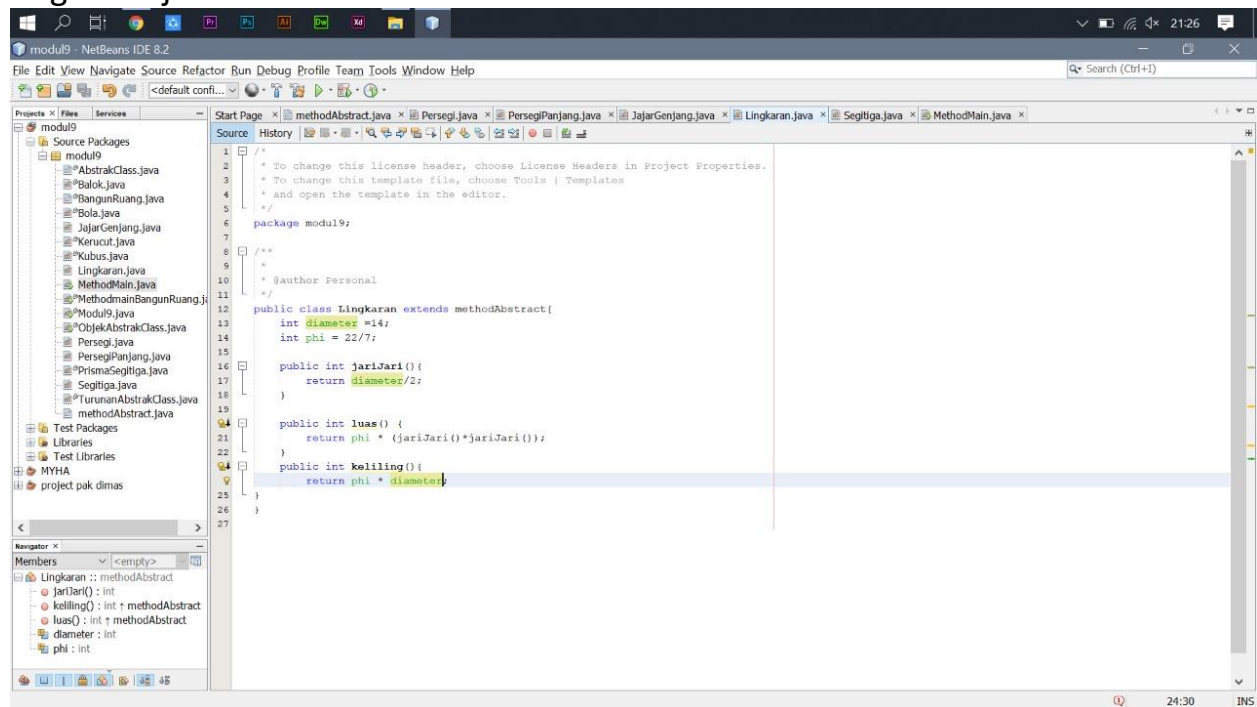 21:26
modul9 - NetBeans IDE 8.2
File Edit View Navigate Source Refactor Run Debug Profile Team Tools Window Help
Search (Ctrl+I)
<default confi...
Projects Files Services
Start Page methodAbstract.java Persegi.java PersegiPanjang.java JajarGenjang.java Lingkaran.java Segitiga.java MethodMain.java
Source History
modul9
Source Packages
modul9
AbstrakClass.java
Balok.java
BangunRuang.java
Bola.java
JajarGenjang.java
Kerucut.java
Kubus.java
Lingkaran.java
MethodMain.java
MethodmainBangunRuang.ja
Modul9.java
ObjekAbstrakClass.java
Persegi.java
PersegiPanjang.java
PrismaSegitiga.java
Segitiga.java
TurunanAbstrakClass.java
methodAbstract.java
Test Packages
Libraries
Test Libraries
MYHA
project pak dimas
1 /*
2 * To change this license header, choose License Headers in Project Properties.
3 * To change this template file, choose Tools | Templates
4 * and open the template in the editor.
5 */
6 package modul9;
7
8 /**
9 *
10 * @author Personal
11 */
12 public class Lingkaran extends methodAbstract{
13 int diameter =14;
14 int phi = 22/7;
15
16 public int jariJari(){
17 return diameter/2;
18 }
19
public int luas() {
21 return phi * (jariJari()*jariJari());
22 }
public int keliling(){
return phi * diameter;
25 }
26 }
27
Navigator
Members <empty>
Lingkaran :: methodAbstract
jariJari() : int
keliling() : int ↑ methodAbstract
luas() : int ↑ methodAbstract
diameter : int
phi : int
24:30 INS